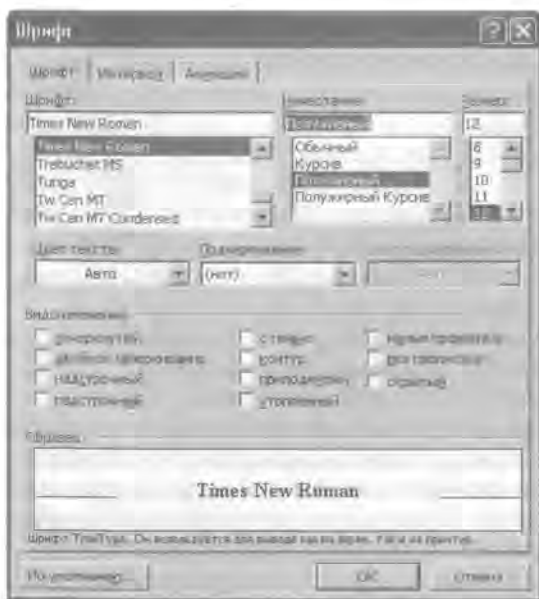 Шрифт
Шрифт Интервал Анимация
Шрифт: Начертание: Размер:
Times New Roman Полужирный 12
Times New Roman Обычный 8
Trebuchet MS Курсив 9
Tunga Полужирный 10
Tw Cen MT Полужирный Курсив 11
Tw Cen MT Condensed 12
Цвет текста: Подчеркивание:
Авто (нет)
Видоизменение
зачеркнутый с тенью малые прописные
двойное зачеркивание контур все прописные
надстрочный приподнятый скрытый
подстрочный утопленный
Образец
Times New Roman
Шрифт TrueType. Он используется для вывода как на экран, так и на принтер.
По умолчанию... ОК Отмена